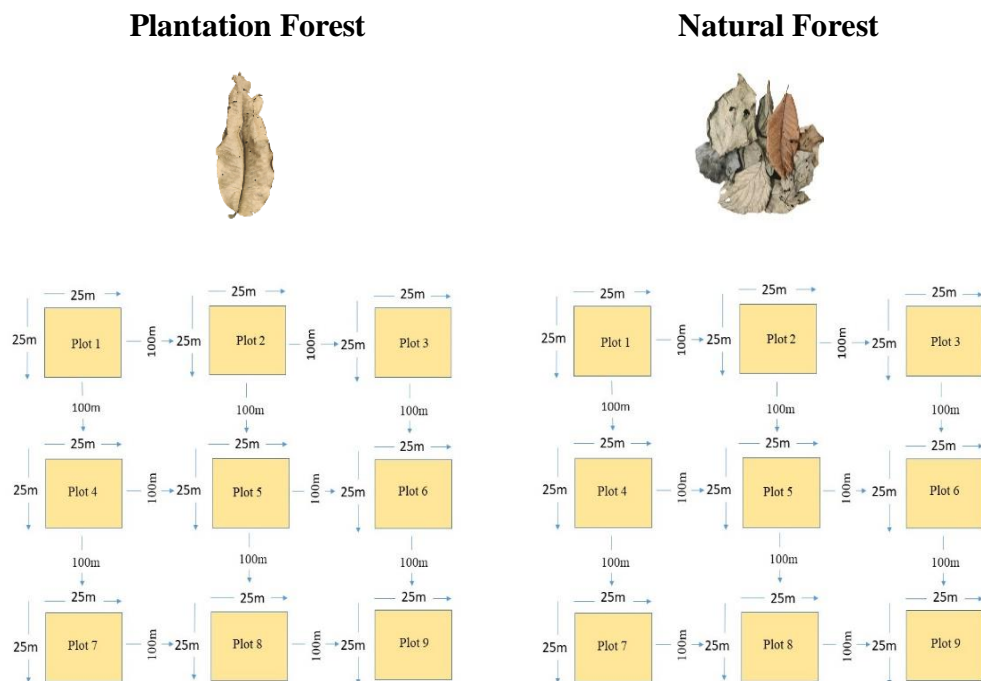 Plantation Forest
Natural Forest
25m 25m 25m
25m Plot 1 100m 25m Plot 2 100m 25m Plot 3
100m 100m 100m
25m 25m 25m
25m Plot 4 100m 25m Plot 5 100m 25m Plot 6
100m 100m 100m
25m 25m 25m
25m Plot 7 100m 25m Plot 8 100m 25m Plot 9
25m 25m 25m
25m Plot 1 100m 25m Plot 2 100m 25m Plot 3
100m 100m 100m
25m 25m 25m
25m Plot 4 100m 25m Plot 5 100m 25m Plot 6
100m 100m 100m
25m 25m 25m
25m Plot 7 100m 25m Plot 8 100m 25m Plot 9